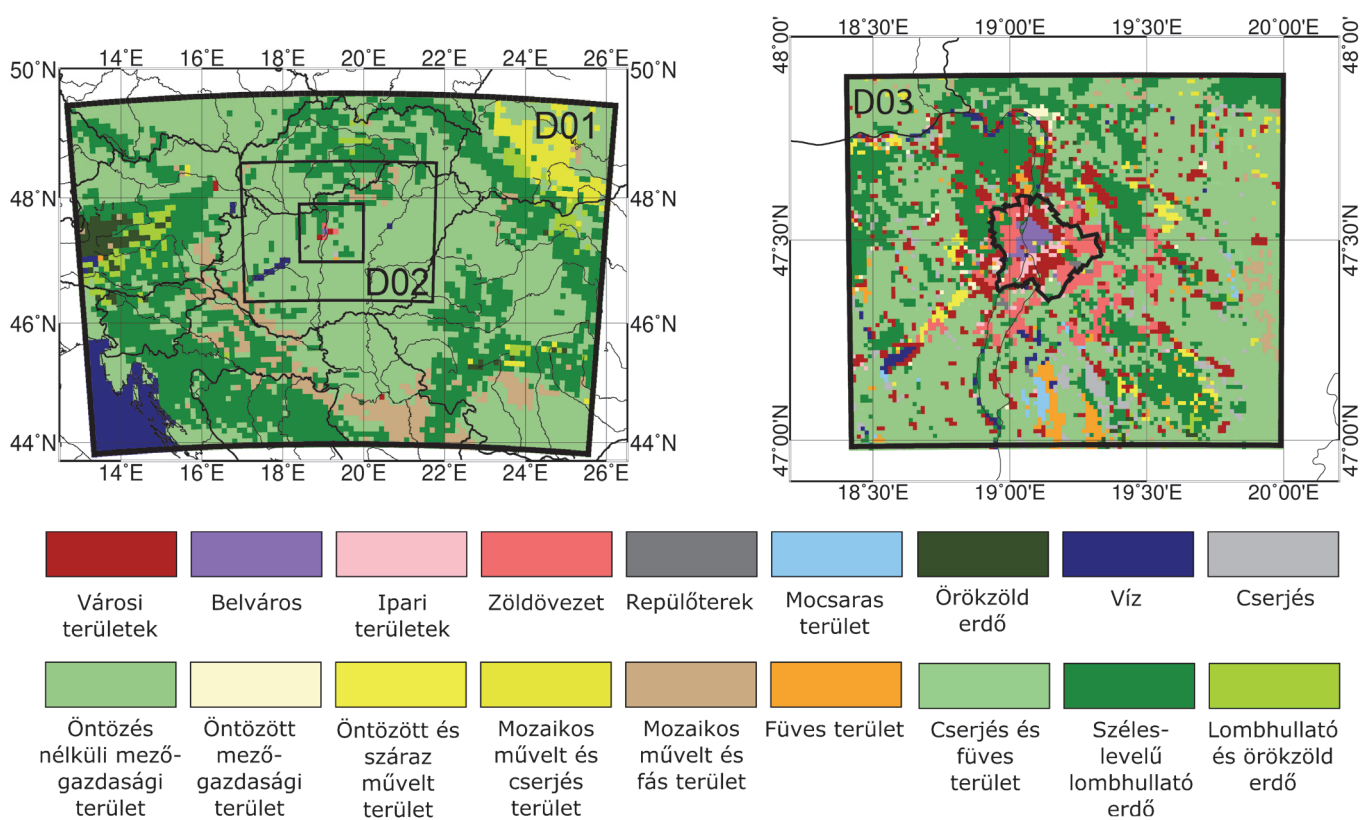 14˚E 16˚E 18˚E 20˚E 22˚E 24˚E 26˚E
50˚N 50˚N
D01
48˚N 48˚N
D02
46˚N 46˚N
44˚N 44˚N
14˚E 16˚E 18˚E 20˚E 22˚E 24˚E 26˚E
18˚30'E 19˚00'E 19˚30'E 20˚00'E
48˚00' 48˚00'
D03
47˚30'N 47˚30'N
47˚00'N 47˚00'N
18˚30'E 19˚00'E 19˚30'E 20˚00'E
Városi
területek
Belváros
Ipari
területek
Zöldövezet
Repülőterek
Mocsaras
terület
Örökzöld
erdő
Víz
Cserjés
Öntözés
nélküli mező-
gazdasági
terület
Öntözött
mező-
gazdasági
terület
Öntözött és
száraz
művelt
terület
Mozaikos
művelt és
cserjés
terület
Mozaikos
művelt és
fás terület
Füves terület
Cserjés és
füves
terület
Széles-
levelű
lombhullató
erdő
Lombhullató
és örökzöld
erdő